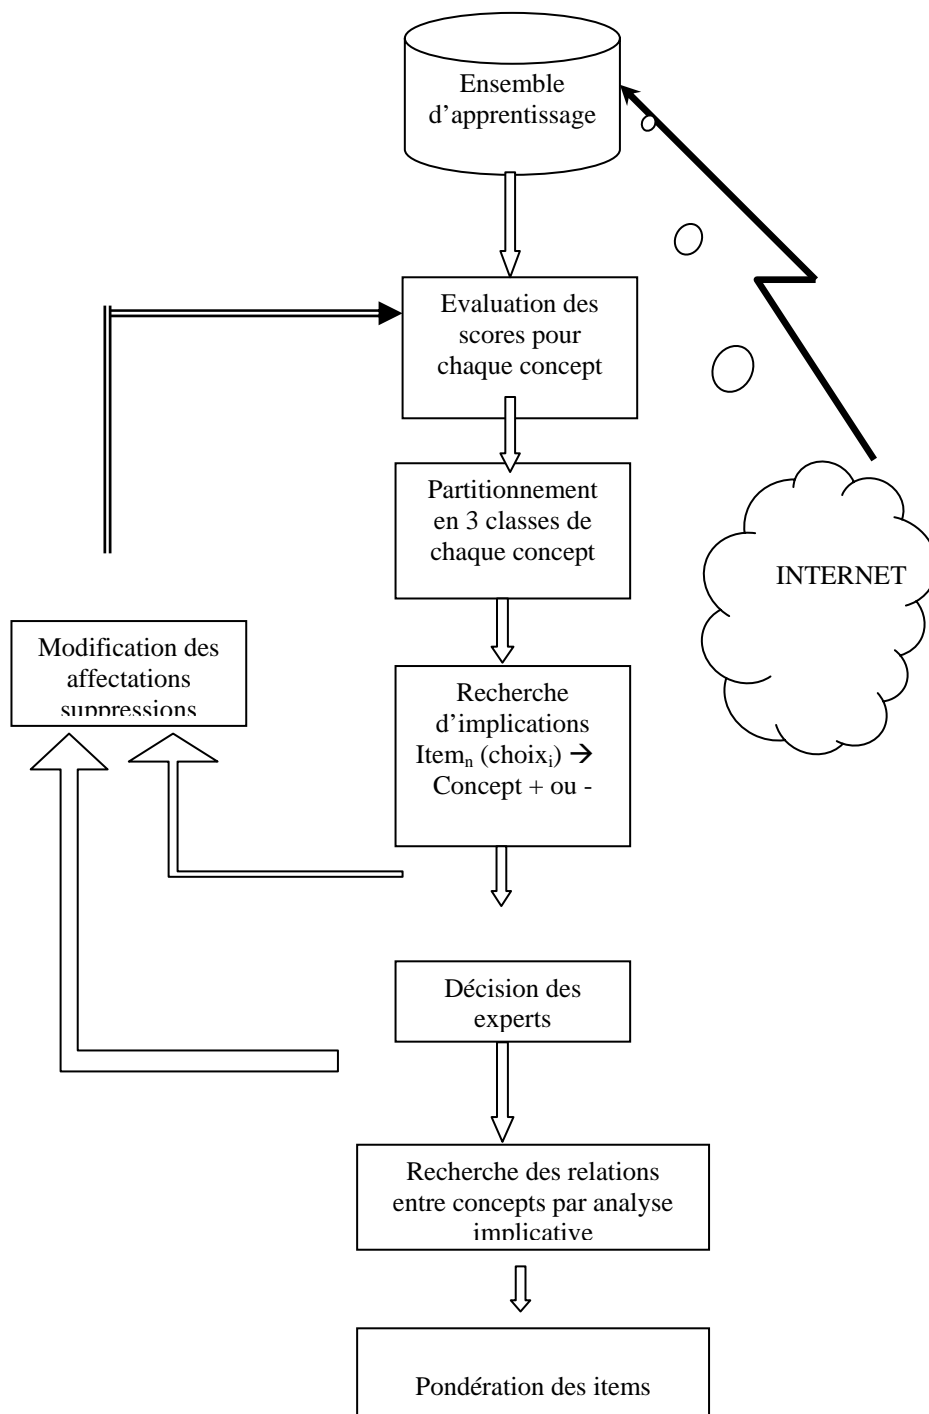 Ensemble
d’apprentissage
Evaluation des
scores pour
chaque concept
Partitionnement
en 3 classes de
chaque concept
INTERNET
Modification des
affectations
suppressions
Recherche
d’implications
Itemₙ (choixᵢ) →
Concept + ou -
Décision des
experts
Recherche des relations
entre concepts par analyse
implicative
Pondération des items